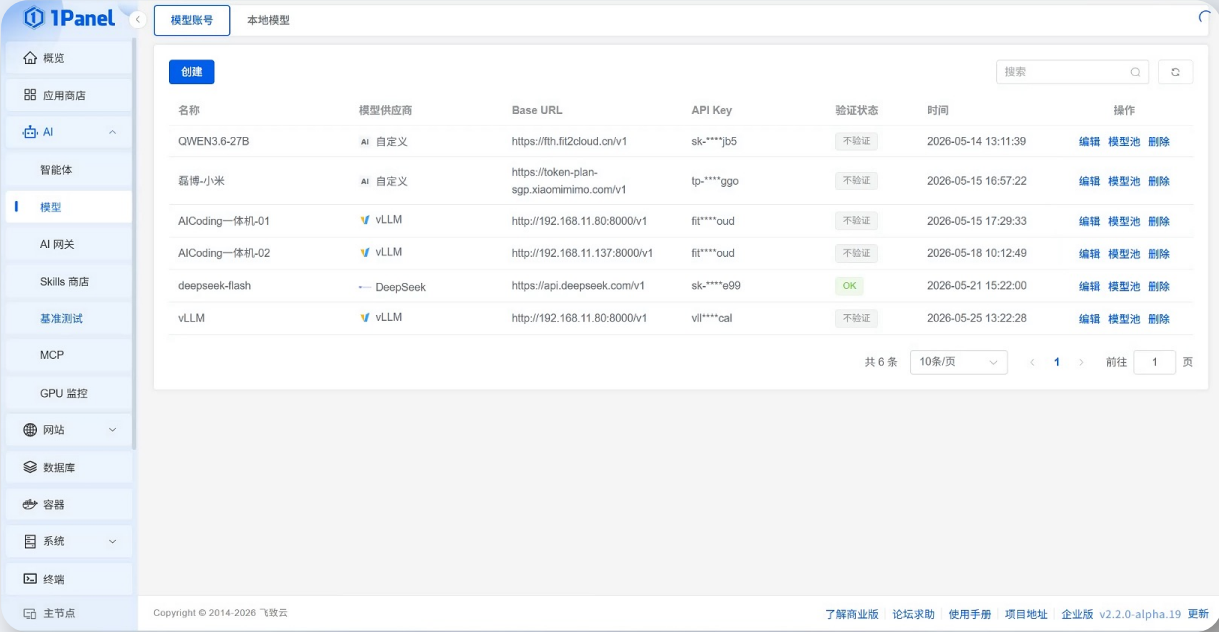 1Panel
模型账号 本地模型
概览
应用商店
AI
智能体
模型
AI 网关
Skills 商店
基准测试
MCP
GPU 监控
网站
数据库
容器
系统
终端
主节点
创建 搜索
名称 模型供应商 Base URL API Key 验证状态 时间 操作
QWEN3.6-27B AI 自定义 https://fth.fit2cloud.cn/v1 sk-****jb5 不验证 2026-05-14 13:11:39 编辑 模型池 删除
磊博-小米 AI 自定义 https://token-plan-
sgp.xiaomimimo.com/v1 tp-****ggo 不验证 2026-05-15 16:57:22 编辑 模型池 删除
AICoding一体机-01 vLLM http://192.168.11.80:8000/v1 fit****oud 不验证 2026-05-15 17:29:33 编辑 模型池 删除
AICoding一体机-02 vLLM http://192.168.11.137:8000/v1 fit****oud 不验证 2026-05-18 10:12:49 编辑 模型池 删除
deepseek-flash DeepSeek https://api.deepseek.com/v1 sk-****e99 OK 2026-05-21 15:22:00 编辑 模型池 删除
vLLM vLLM http://192.168.11.80:8000/v1 vil****cal 不验证 2026-05-25 13:22:28 编辑 模型池 删除
共 6 条 10条/页 1 前往 1 页
Copyright © 2014-2026 飞致云 了解商业版 论坛求助 使用手册 项目地址 企业版 v2.2.0-alpha.19 更新